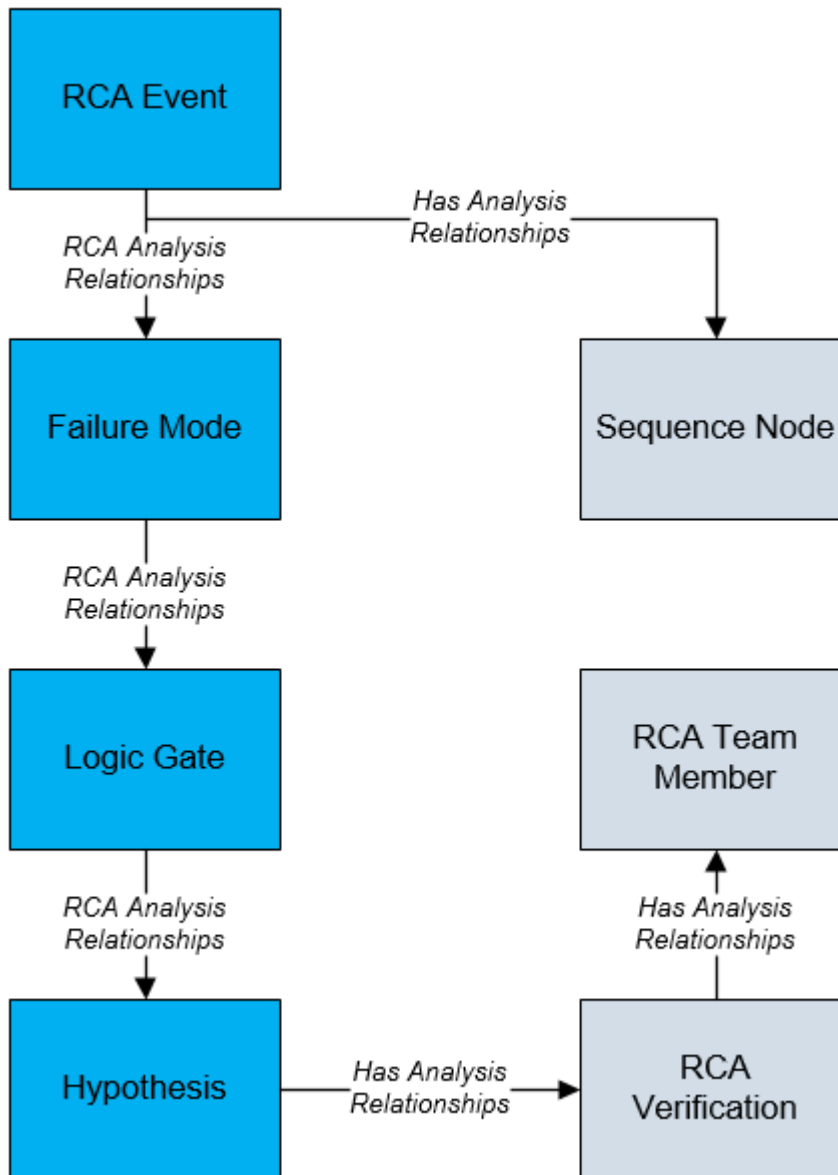 RCA Event
Has Analysis
Relationships
RCA Analysis
Relationships
Failure Mode
Sequence Node
RCA Analysis
Relationships
Logic Gate
RCA Team
Member
RCA Analysis
Relationships
Has Analysis
Relationships
Hypothesis
Has Analysis
Relationships
RCA
Verification